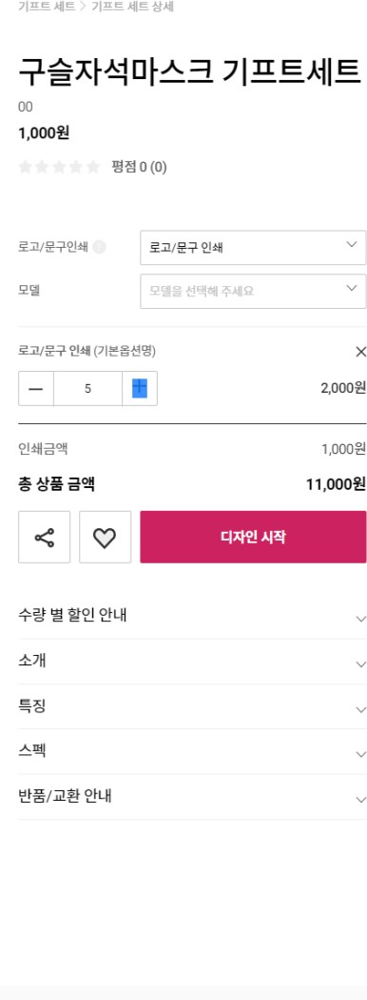 기프트 세트 > 기프트 세트 상세
구슬자석마스크 기프트세트
00
1,000원
평점 0 (0)
로고/문구인쇄 로고/문구 인쇄
모델 모델을 선택해 주세요
로고/문구 인쇄 (기본옵션명)
5 2,000원
인쇄금액 1,000원
총 상품 금액 11,000원
디자인 시작
수량 별 할인 안내
소개
특징
스펙
반품/교환 안내